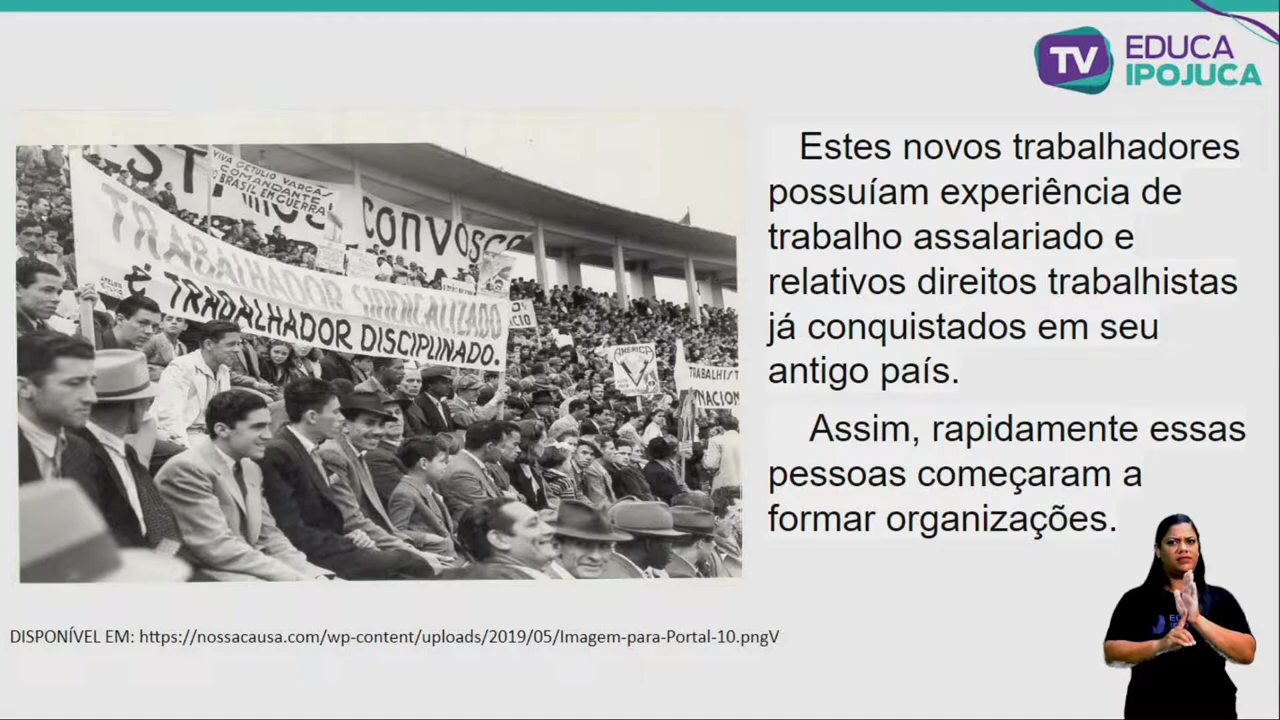 TV EDUCA
IPOJUCA
Estes novos trabalhadores
possuíam experiência de
trabalho assalariado e
relativos direitos trabalhistas
já conquistados em seu
antigo país.
Assim, rapidamente essas
pessoas começaram a
formar organizações.
VIVA GETULIO VARGAS
COMANDANTE
BRASIL EM GUERRA
CONVOSCO
TRABALHADOR SINDICALIZADO
É TRABALHADOR DISCIPLINADO.
AMERICA
V
TRABALHIST
NACION
DISPONÍVEL EM: https://nossacausa.com/wp-content/uploads/2019/05/Imagem-para-Portal-10.pngV